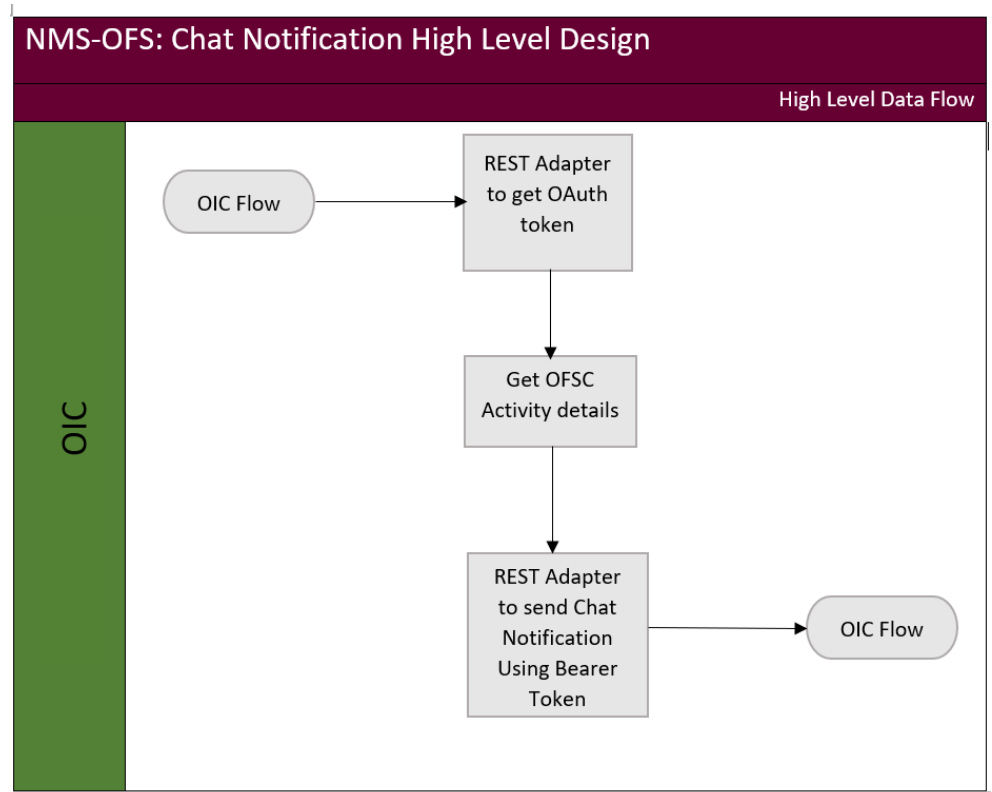 NMS-OFS: Chat Notification High Level Design
High Level Data Flow
OIC
OIC Flow
REST Adapter
to get OAuth
token
Get OFSC
Activity details
REST Adapter
to send Chat
Notification
Using Bearer
Token
OIC Flow